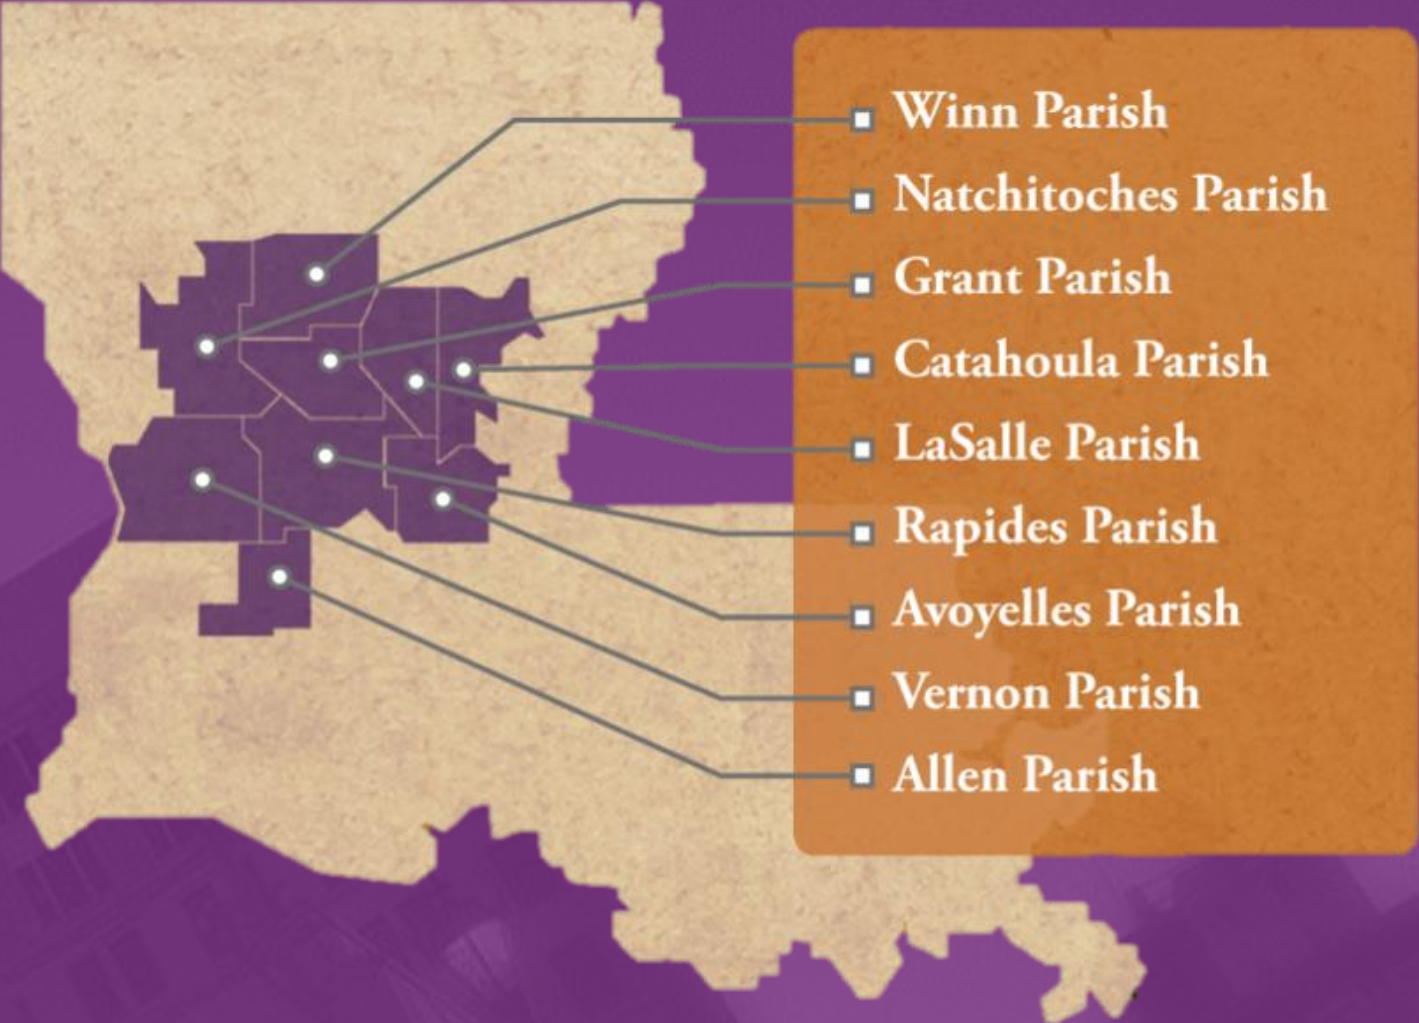 Winn Parish
Natchitoches Parish
Grant Parish
Catahoula Parish
LaSalle Parish
Rapides Parish
Avoyelles Parish
Vernon Parish
Allen Parish